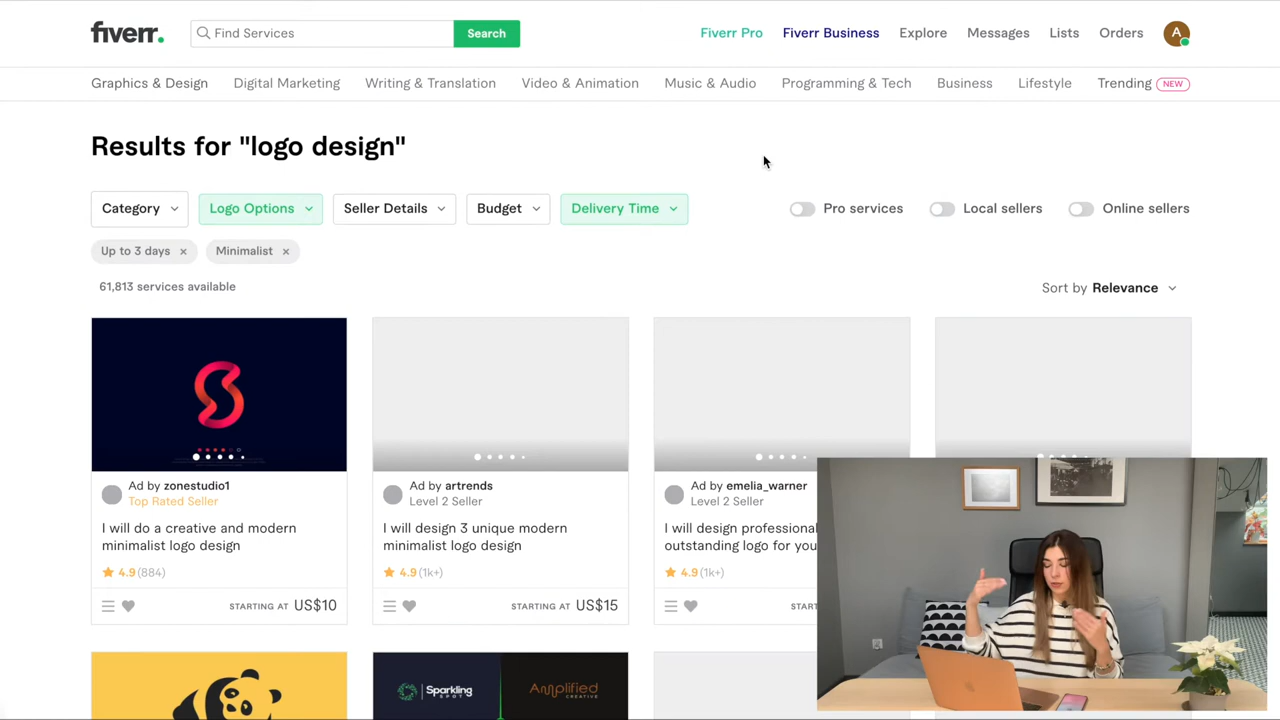 fiverr.
Find Services
Search
Fiverr Pro
Fiverr Business
Explore
Messages
Lists
Orders
A
Graphics & Design
Digital Marketing
Writing & Translation
Video & Animation
Music & Audio
Programming & Tech
Business
Lifestyle
Trending
NEW
Results for "logo design"
Category
Logo Options
Seller Details
Budget
Delivery Time
Pro services
Local sellers
Online sellers
Up to 3 days
Minimalist
61,813 services available
Sort by Relevance
Ad by zonestudio1
Top Rated Seller
I will do a creative and modern
minimalist logo design
4.9 (884)
STARTING AT US$10
Ad by artrends
Level 2 Seller
I will design 3 unique modern
minimalist logo design
4.9 (1k+)
STARTING AT US$15
Ad by emelia_warner
Level 2 Seller
I will design professional
outstanding logo for you
4.9 (1k+)
Sparkling
SPOT
Amplified
CREATIVE